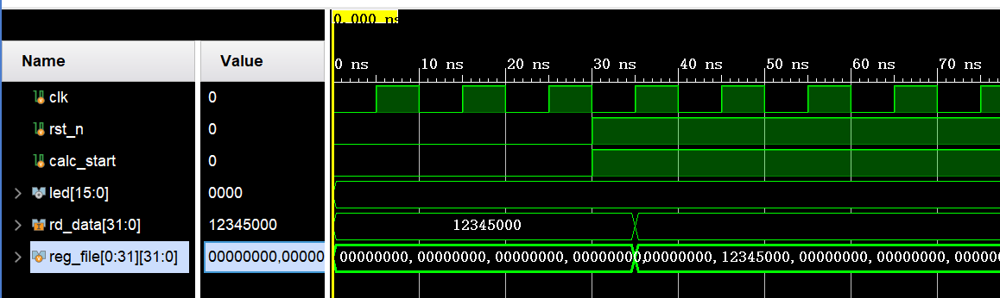 0.000 ns
Name Value
0 ns 10 ns 20 ns 30 ns 40 ns 50 ns 60 ns 70 ns
clk 0
rst_n 0
calc_start 0
led[15:0] 0000
rd_data[31:0] 12345000 12345000
reg_file[0:31][31:0] 00000000,00000 00000000,00000000,00000000,00000000,00000000,12345000,00000000,00000000,000000